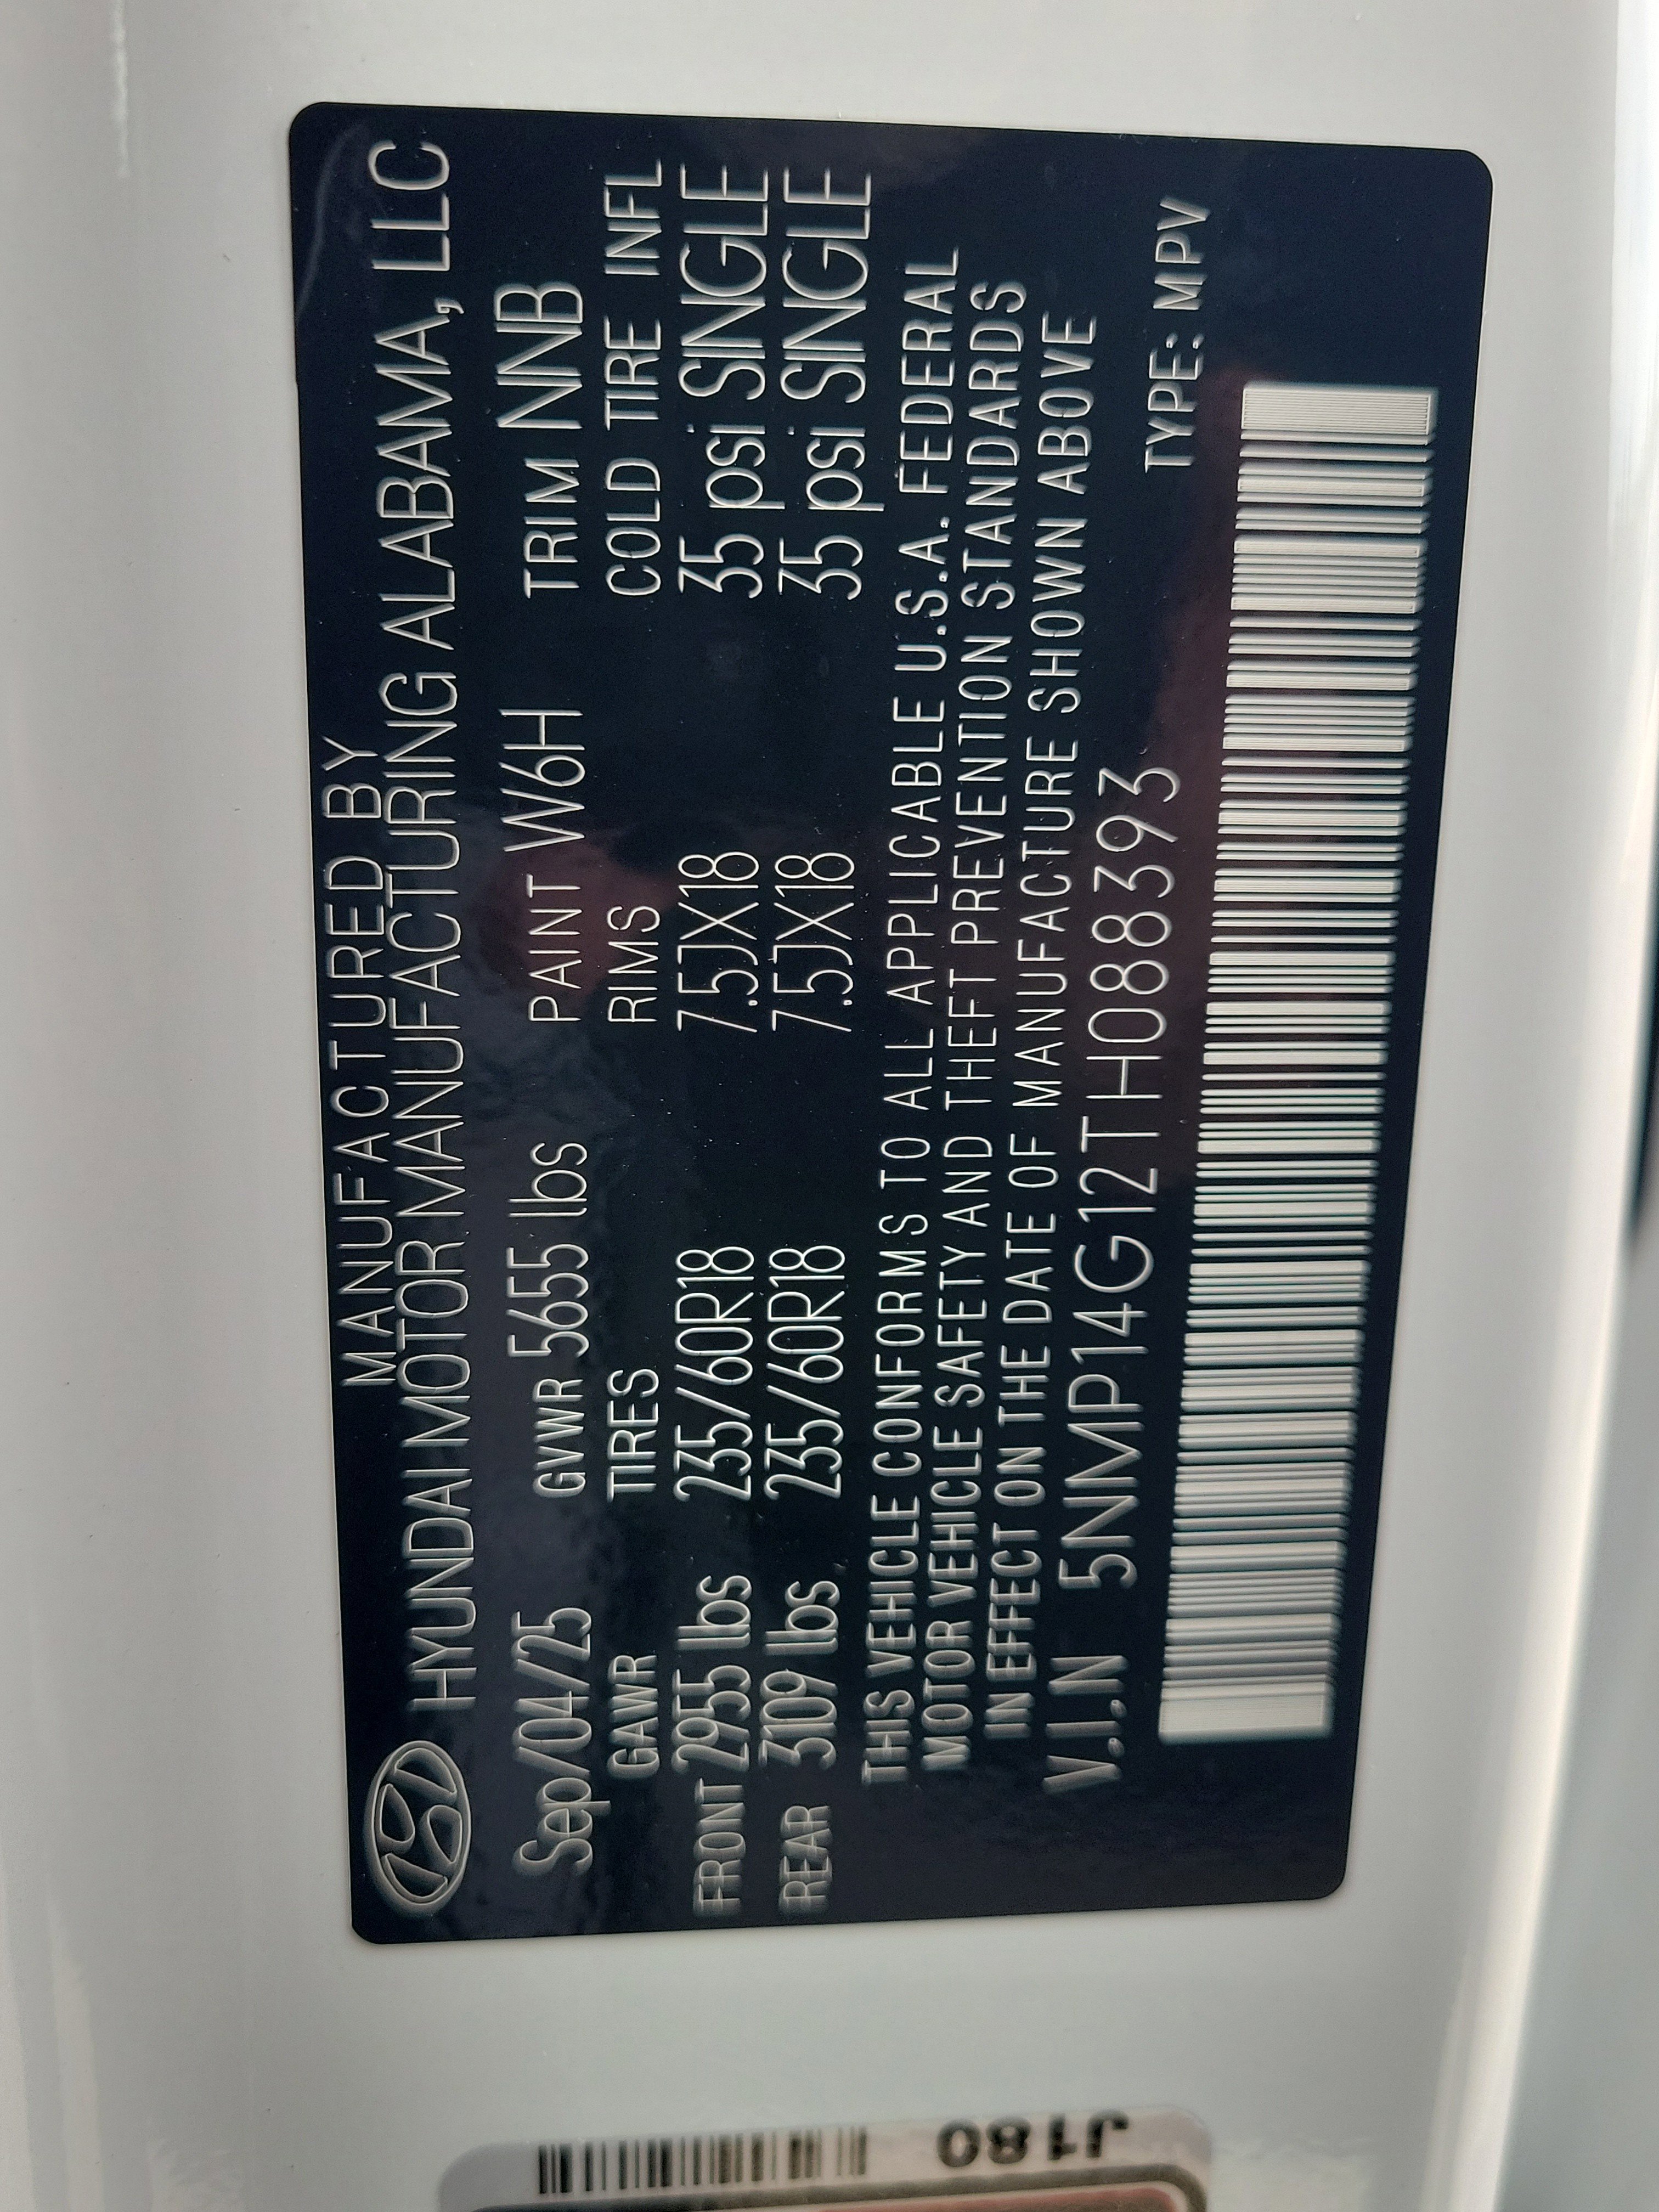 MANUFACTURED BY
HYUNDAI MOTOR MANUFACTURING ALABAMA, LLC
Sep/04/25 GVWR 5655 lbs PAINT W6H TRIM NNB
GAWR TIRES RIMS COLD TIRE INFL
FRONT 2955 lbs 235/60R18 7.5JX18 35 psi SINGLE
REAR 3109 lbs 235/60R18 7.5JX18 35 psi SINGLE
THIS VEHICLE CONFORMS TO ALL APPLICABLE U.S.A. FEDERAL
MOTOR VEHICLE SAFETY AND THEFT PREVENTION STANDARDS
IN EFFECT ON THE DATE OF MANUFACTURE SHOWN ABOVE
V.I.N 5NMP14G12TH088393 TYPE: MPV
J180